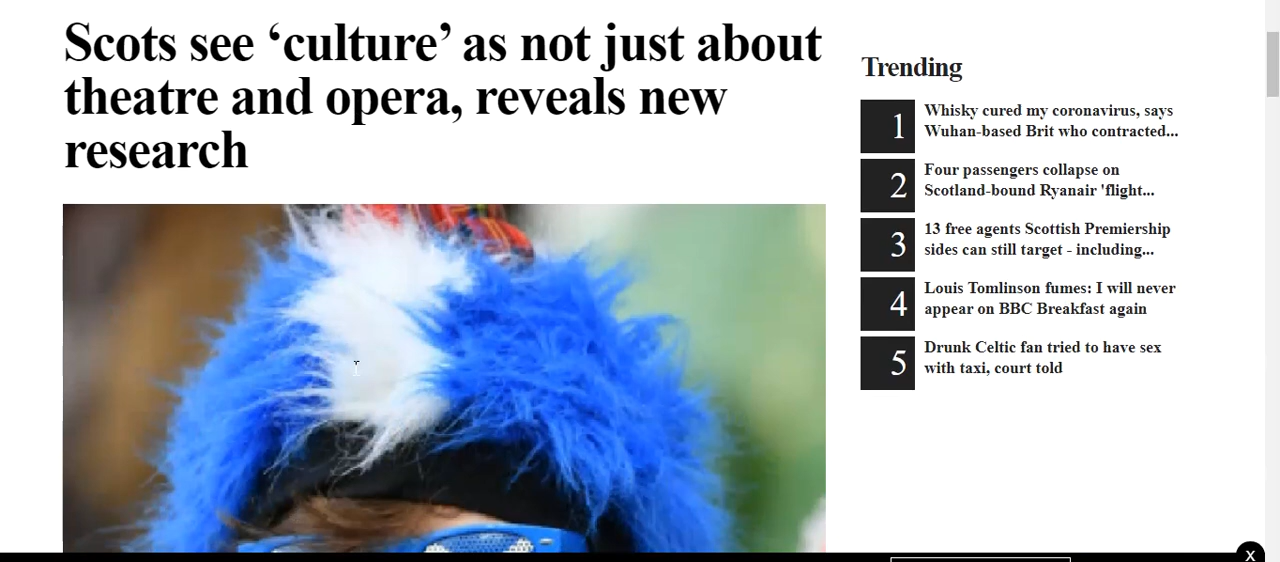 Scots see ‘culture’ as not just about
theatre and opera, reveals new
research
Trending
1
Whisky cured my coronavirus, says
Wuhan-based Brit who contracted...
2
Four passengers collapse on
Scotland-bound Ryanair 'flight...
3
13 free agents Scottish Premiership
sides can still target - including...
4
Louis Tomlinson fumes: I will never
appear on BBC Breakfast again
5
Drunk Celtic fan tried to have sex
with taxi, court told
x